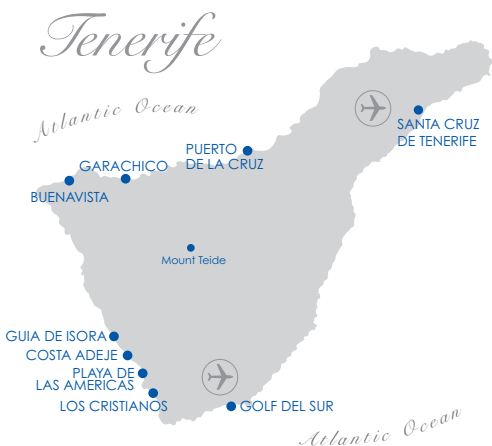 Tenerife
Atlantic Ocean
SANTA CRUZ
DE TENERIFE
PUERTO
DE LA CRUZ
GARACHICO
BUENAVISTA
Mount Teide
GUIA DE ISORA
COSTA ADEJE
PLAYA DE
LAS AMERICAS
LOS CRISTIANOS
GOLF DEL SUR
Atlantic Ocean